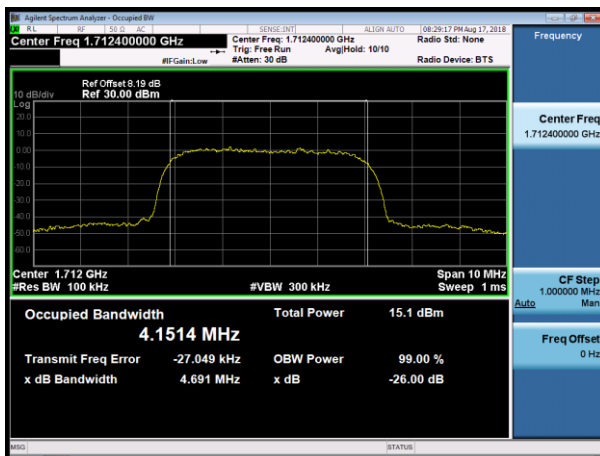 Agilent Spectrum Analyzer - Occupied BW
RL RF 50 Ω AC SENSE:INT ALIGN AUTO 08:29:17 PM Aug 17, 2018
Center Freq 1.712400000 GHz
Center Freq: 1.712400000 GHz
Radio Std: None
Trig: Free Run Avg|Hold: 10/10
#IFGain:Low #Atten: 30 dB Radio Device: BTS
Frequency
Ref Offset 8.19 dB
10 dB/div Ref 30.00 dBm
Log
20.0
10.0
0.00
-10.0
-20.0
-30.0
-40.0
-50.0
-60.0
Center 1.712 GHz Span 10 MHz
#Res BW 100 kHz #VBW 300 kHz Sweep 1 ms
Occupied Bandwidth Total Power 15.1 dBm
4.1514 MHz
Transmit Freq Error -27.049 kHz OBW Power 99.00 %
x dB Bandwidth 4.691 MHz x dB -26.00 dB
Center Freq
1.712400000 GHz
CF Step
1.000000 MHz
Auto Man
Freq Offset
0 Hz
MSG STATUS